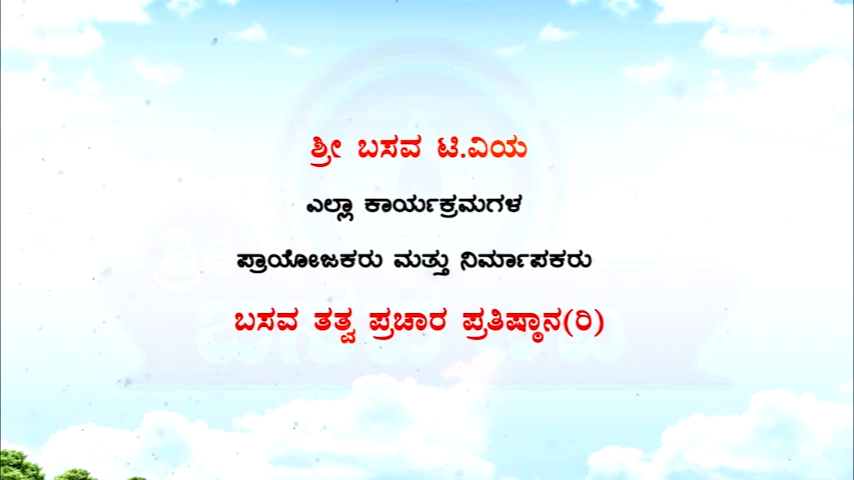 ಶ್ರೀ ಬಸವ ಟಿ.ವಿಯ
ಎಲ್ಲಾ ಕಾರ್ಯಕ್ರಮಗಳ
ಪ್ರಾಯೋಜಕರು ಮತ್ತು ನಿರ್ಮಾಪಕರು
ಬಸವ ತತ್ವ ಪ್ರಚಾರ ಪ್ರತಿಷ್ಠಾನ(ರಿ)